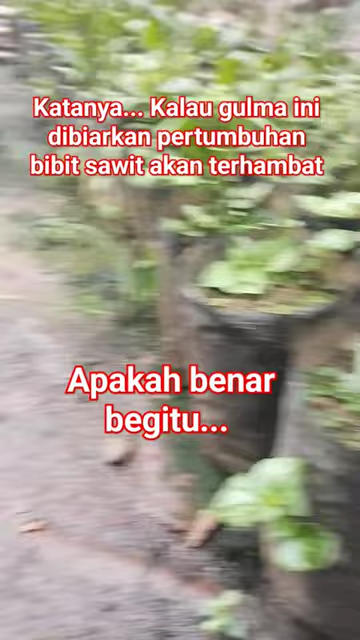 Katanya... Kalau gulma ini
dibiarkan pertumbuhan
bibit sawit akan terhambat
Apakah benar
begitu...